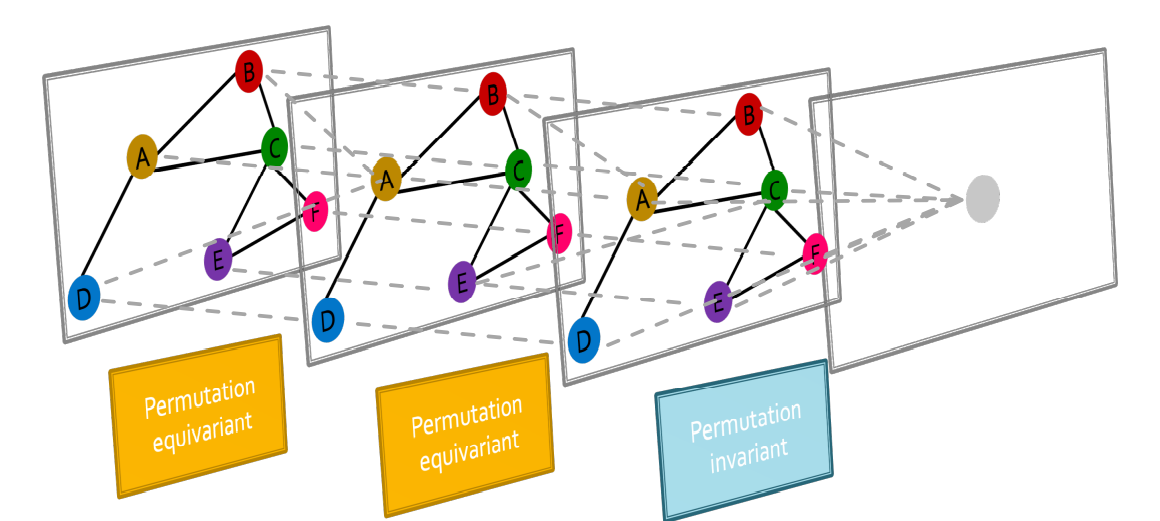 B
A
C
F
E
D
B
A
C
F
E
D
B
A
C
F
E
D
Permutation
equivariant
Permutation
equivariant
Permutation
invariant